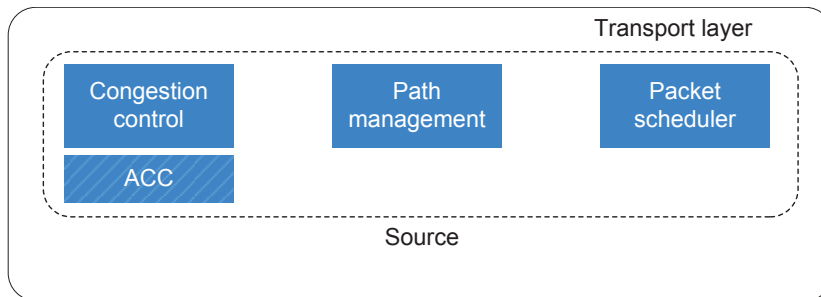 Transport layer
Congestion
control
Path
management
Packet
scheduler
ACC
Source